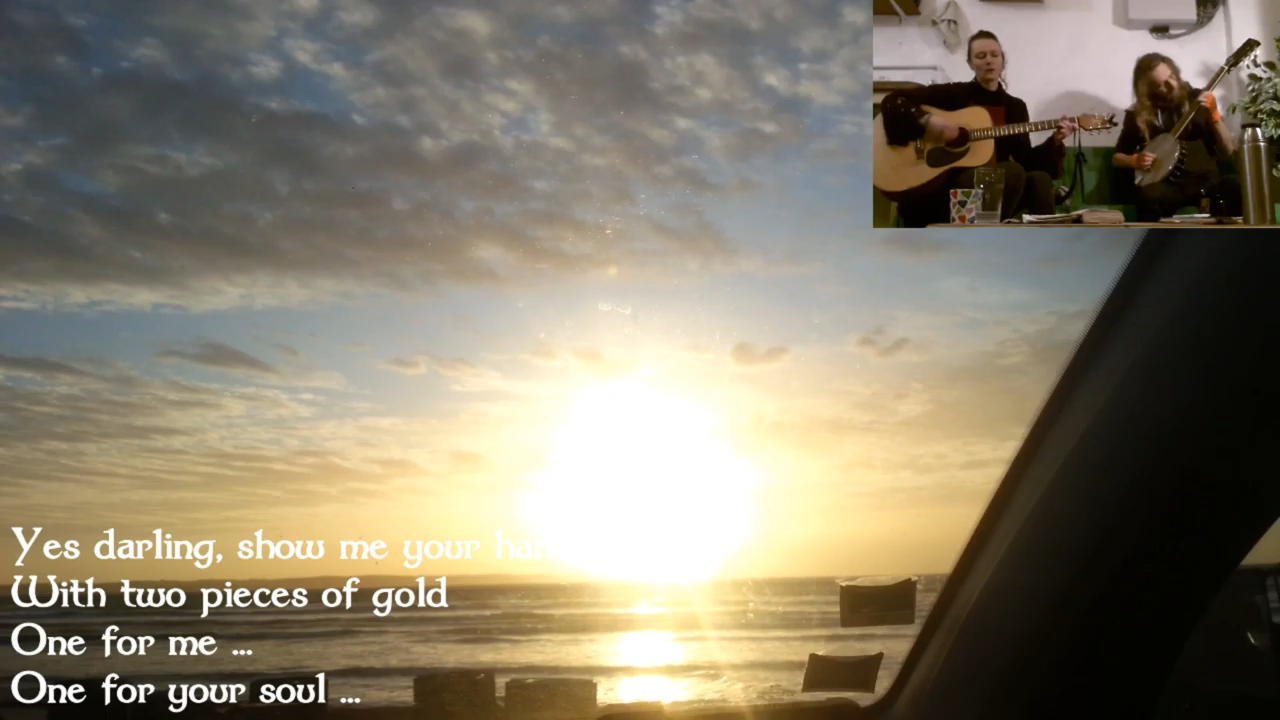 Yes darling, show me your
With two pieces of gold
One for me ...
One for your soul ...